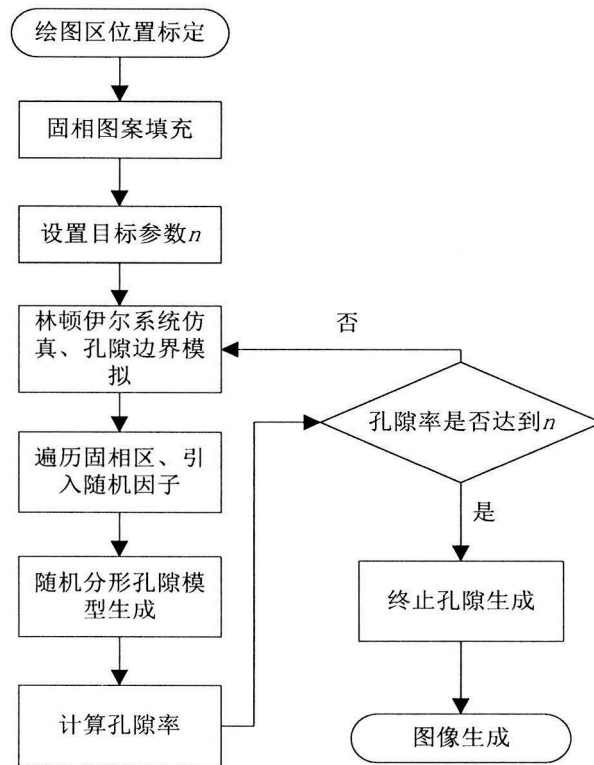 绘图区位置标定
固相图案填充
设置目标参数n
林顿伊尔系统仿
真、孔隙边界模
拟
遍历固相区、引
入随机因子
随机分形孔隙模
型生成
计算孔隙率
否
孔隙率是否达到n
是
终止孔隙生成
图像生成